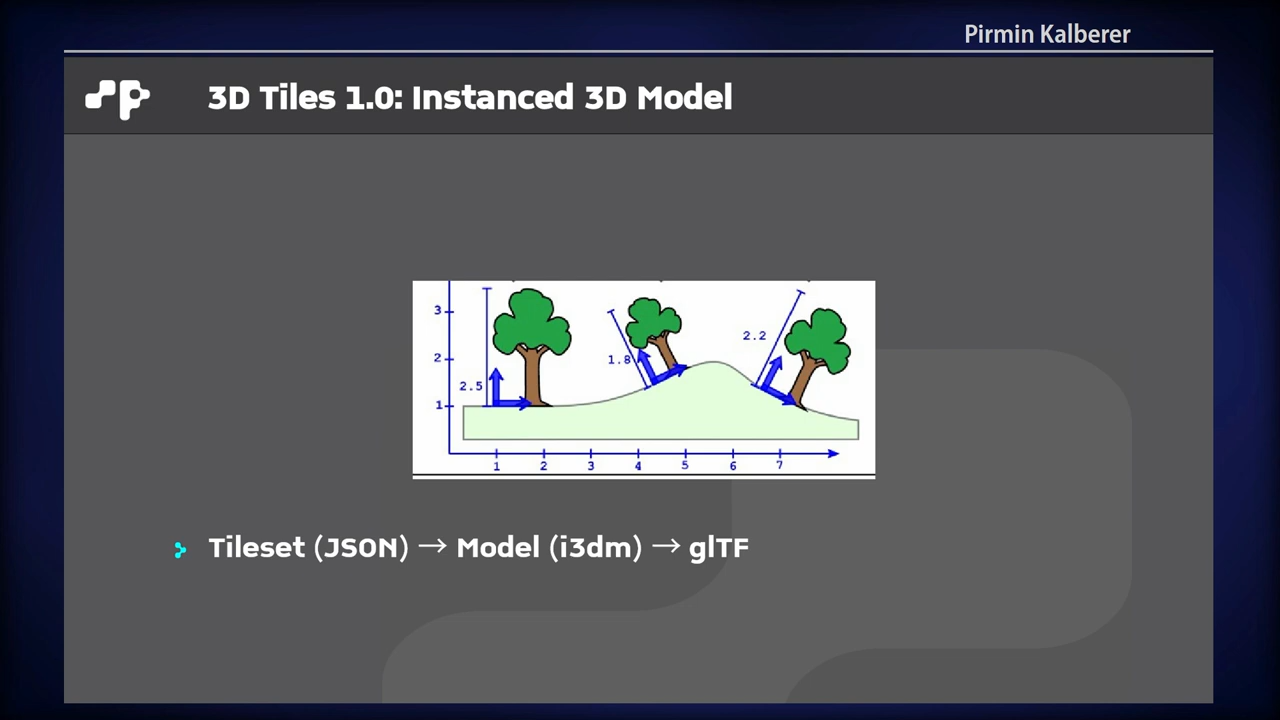 Pirmin Kalberer
3D Tiles 1.0: Instanced 3D Model
3
2
1
2.5
1.8
2.2
1 2 3 4 5 6 7
Tileset (JSON) → Model (i3dm) → glTF